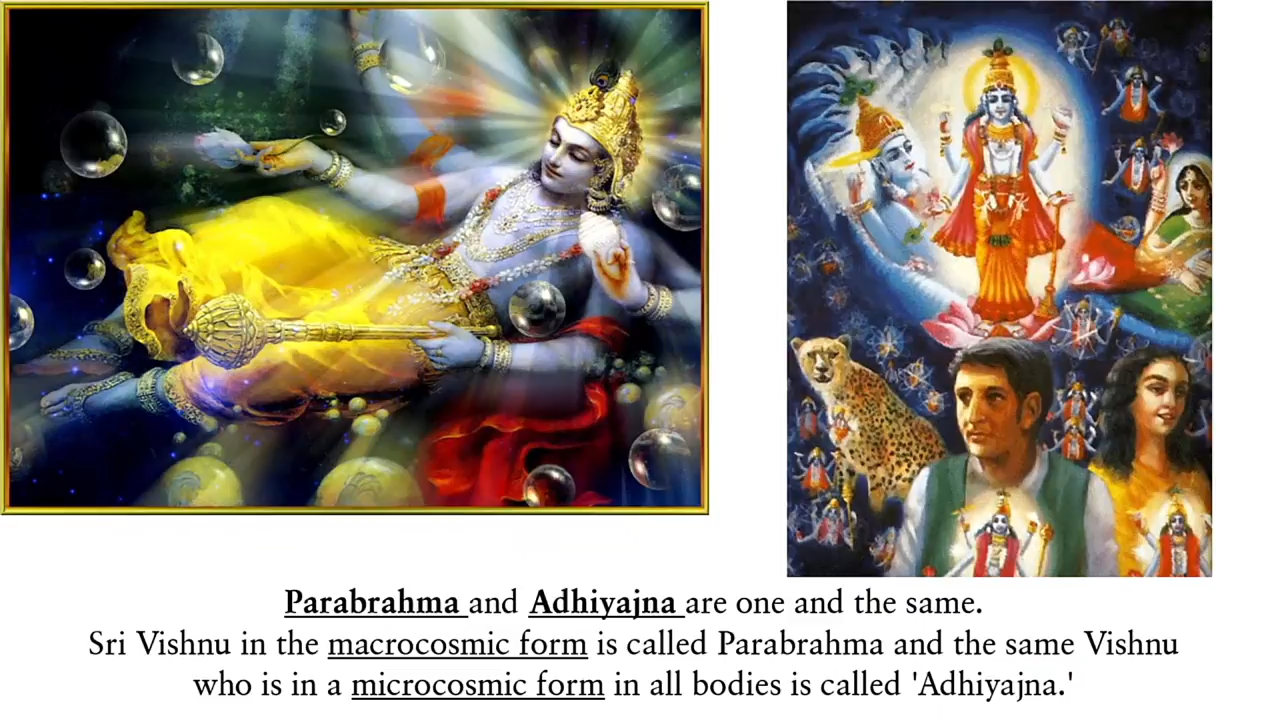 Parabrahma and Adhiyajna are one and the same.
Sri Vishnu in the macrocosmic form is called Parabrahma and the same Vishnu
who is in a microcosmic form in all bodies is called 'Adhiyajna.'